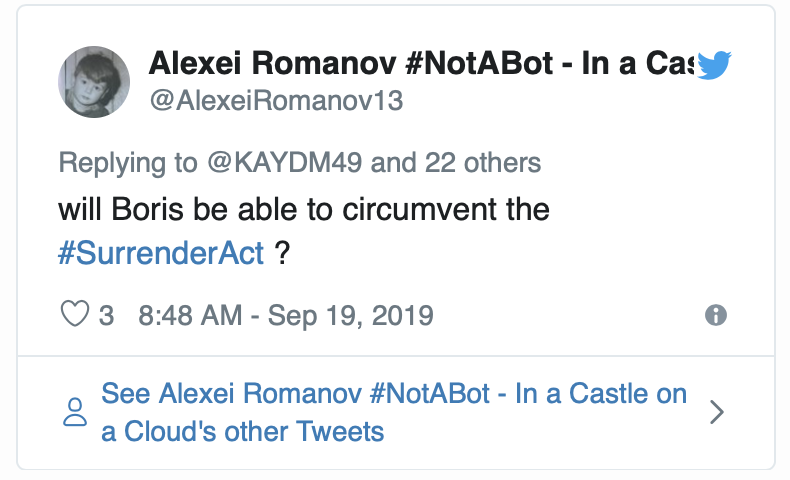 Alexei Romanov #NotABot - In a Cas
@AlexeiRomanov13
Replying to @KAYDM49 and 22 others
will Boris be able to circumvent the
#SurrenderAct ?
3 8:48 AM - Sep 19, 2019
See Alexei Romanov #NotABot - In a Castle on
a Cloud's other Tweets